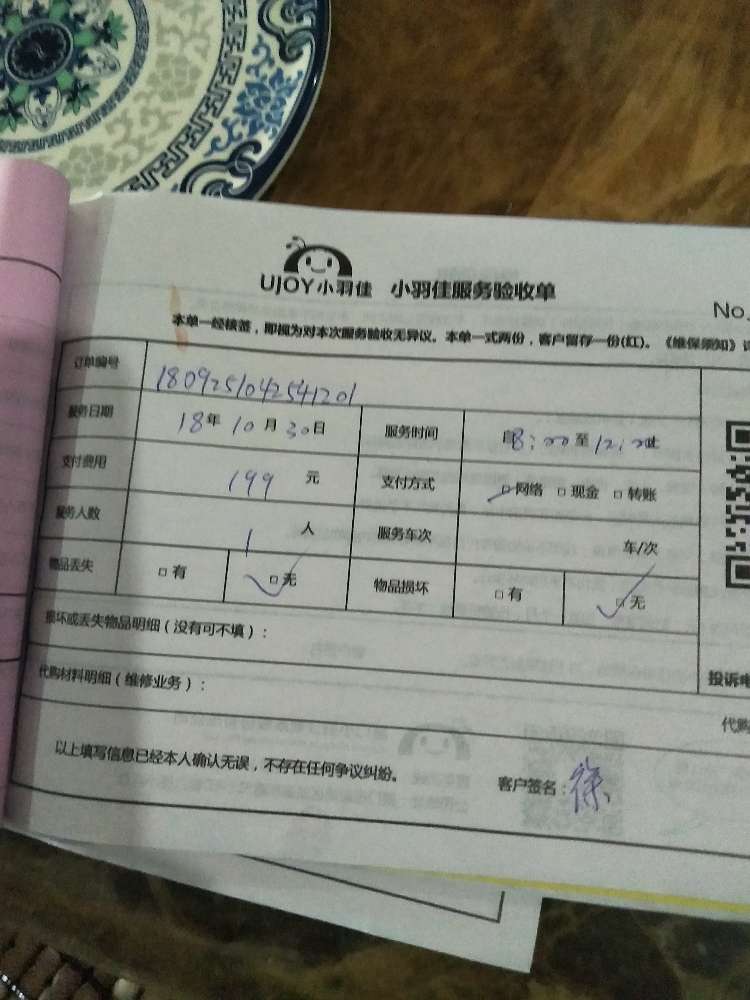 UJOY小羽佳 小羽佳服务验收单
No.
本单一经核签，即视为对本次服务验收无异议。本单一式两份，客户留存一份(红)。《维保须知》
订单编号 1809251042541201
服务日期 18年 10月 30日 服务时间 自8:00至12:00止
支付费用 199 元 支付方式 □网络 □现金 □转账
服务人数 1 人 服务车次 车/次
物品丢失 □有 □无 物品损坏 □有 □无
损坏或丢失物品明细（没有可不填）：
投诉电
代购材料明细（维修业务）：
代购
以上填写信息已经本人确认无误，不存在任何争议纠纷。 客户签名：徐